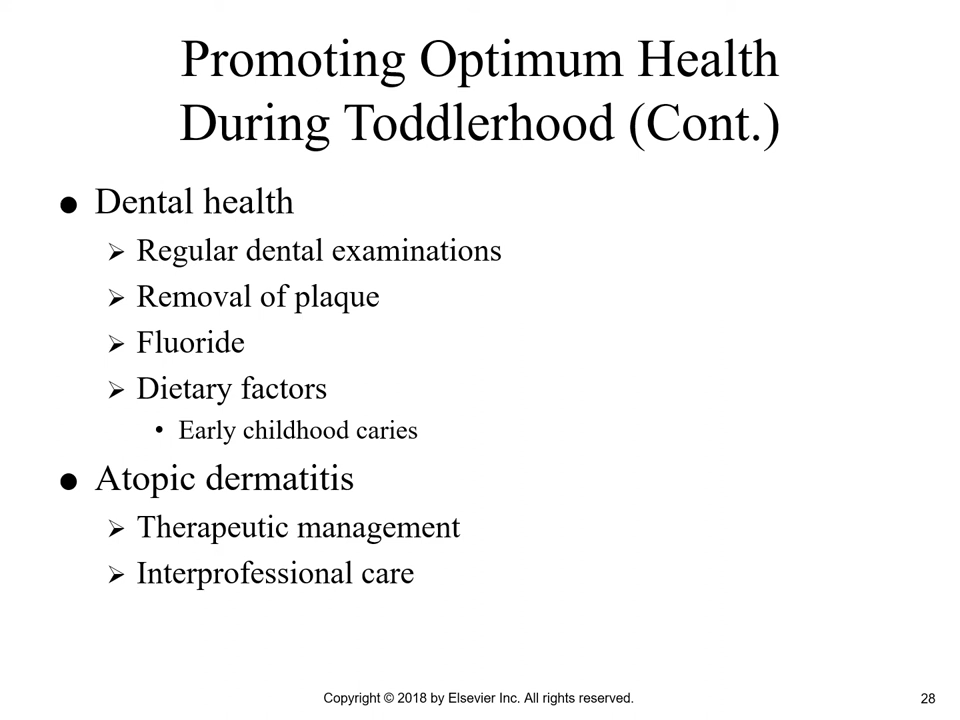 Promoting Optimum Health
During Toddlerhood (Cont.)
● Dental health
➢ Regular dental examinations
➢ Removal of plaque
➢ Fluoride
➢ Dietary factors
• Early childhood caries
● Atopic dermatitis
➢ Therapeutic management
➢ Interprofessional care
Copyright © 2018 by Elsevier Inc. All rights reserved.
28